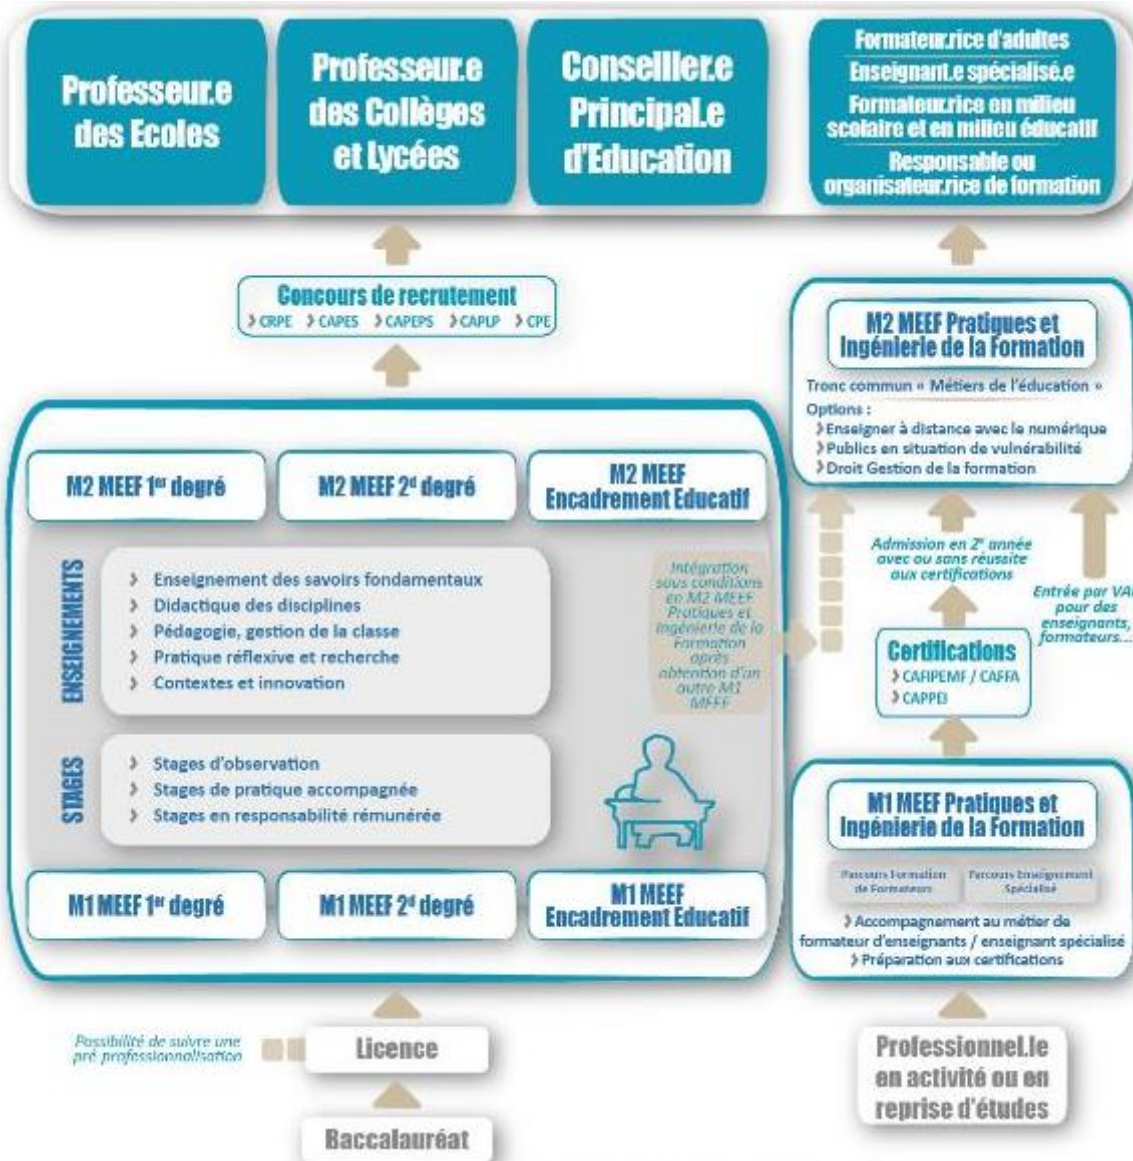 Professeur.e
des Ecoles
Professeur.e
des Collèges
et Lycées
Conseiller.e
Principal.e
d'Education
Formateur.rice d'adultes
Enseignant.e spécialisé.e
Formateur.rice en milieu
scolaire et en milieu éducatif
Responsable ou
organisateur.rice de formation
Concours de recrutement
CRPE CAPES CAPEPS CAPLP CPE
M2 MEEF 1er degré
M2 MEEF 2d degré
M2 MEEF
Encadrement Educatif
ENSEIGNEMENTS
Enseignement des savoirs fondamentaux
Didactique des disciplines
Pédagogie, gestion de la classe
Pratique réflexive et recherche
Contextes et innovation
Intégration
sous conditions
en M2 MEEF
Pratiques et
Ingénierie de la
Formation
après
obtention d'un
autre M1
MEEF
STAGES
Stages d'observation
Stages de pratique accompagnée
Stages en responsabilité rémunérée
M1 MEEF 1er degré
M1 MEEF 2d degré
M1 MEEF
Encadrement Educatif
Possibilité de suivre une
pré professionnalisation
Licence
Baccalauréat
M2 MEEF Pratiques et
Ingénierie de la Formation
Tronc commun « Métiers de l'éducation »
Options :
Enseigner à distance avec le numérique
Publics en situation de vulnérabilité
Droit Gestion de la formation
Admission en 2e année
avec ou sans réussite
aux certifications
Entrée par VAE
pour des
enseignants,
formateurs...
Certifications
CAFIPEMF / CAFFA
CAPPEI
M1 MEEF Pratiques et
Ingénierie de la Formation
Parcours Formation
de Formateurs
Parcours Enseignement
Spécialisé
Accompagnement au métier de
formateur d'enseignants / enseignant spécialisé
Préparation aux certifications
Professionnel.le
en activité ou en
reprise d'études